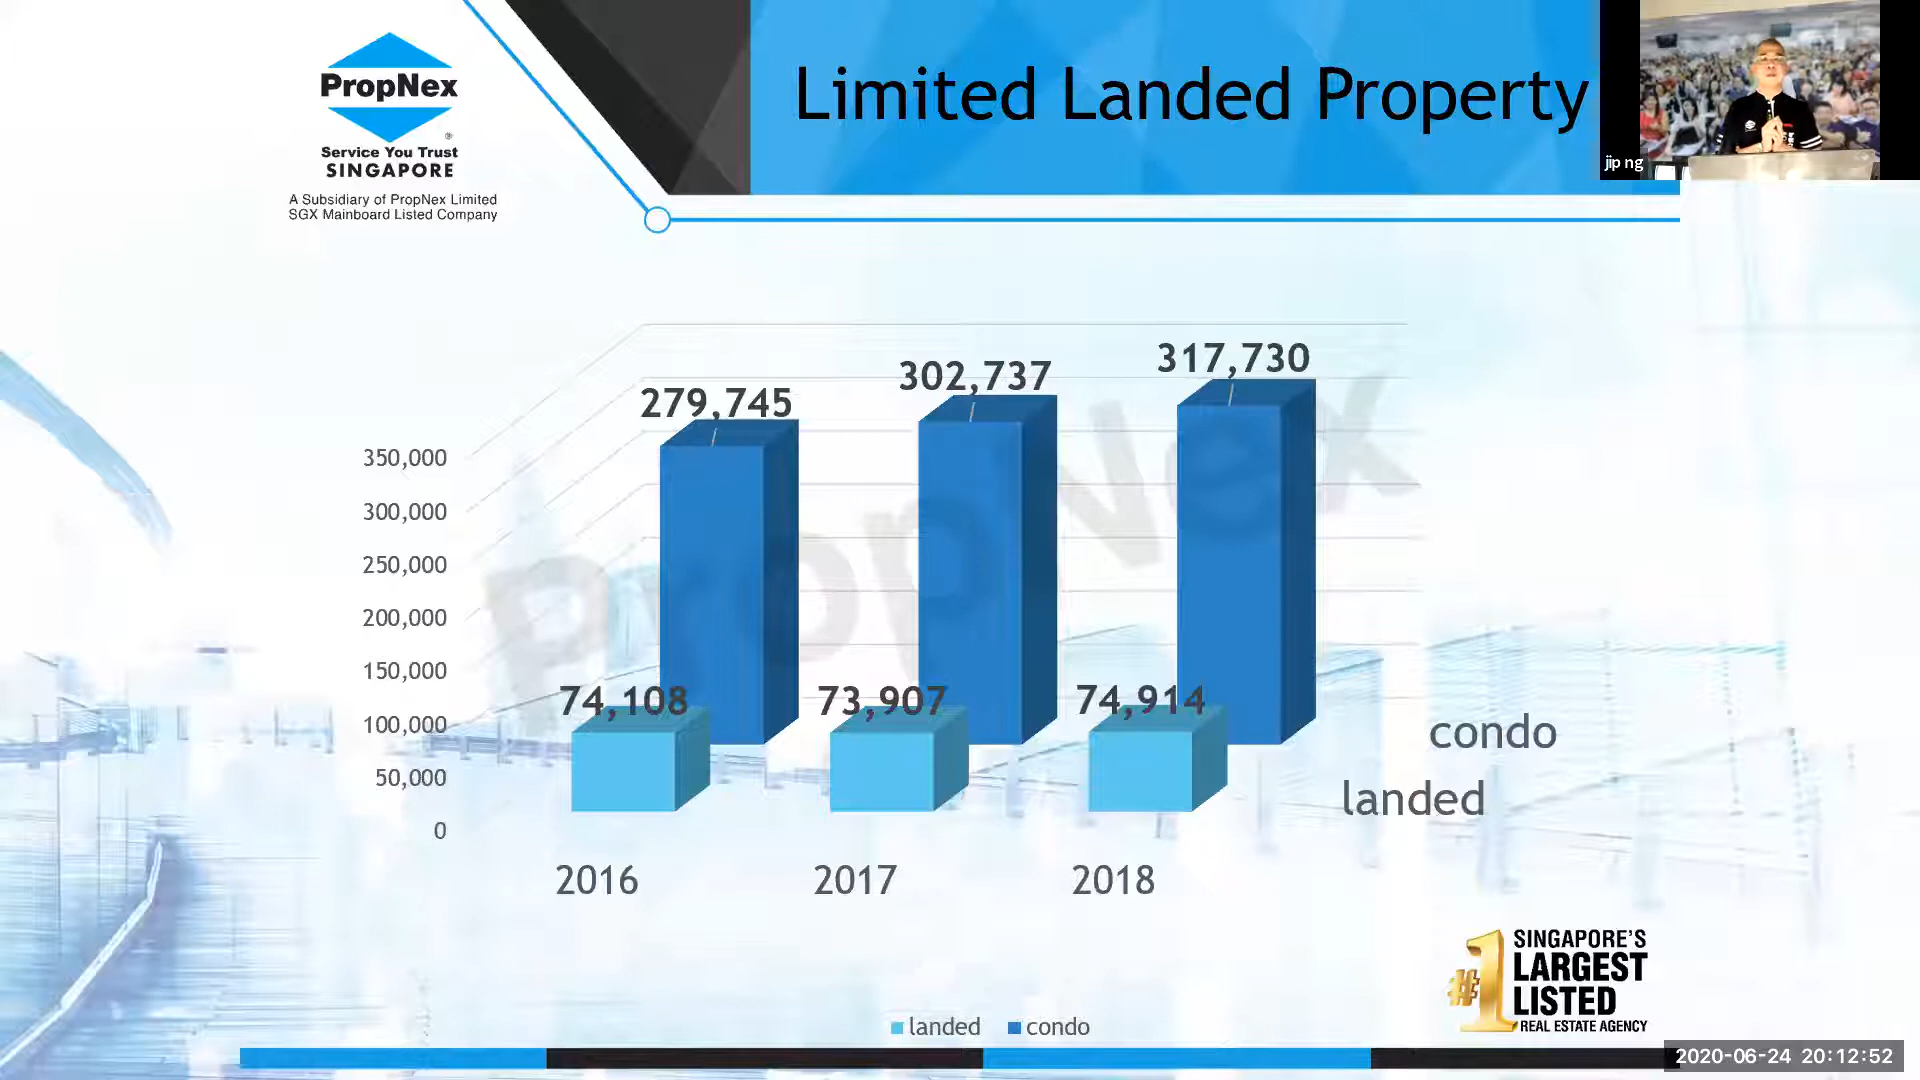 PropNex
®
Service You Trust
SINGAPORE
A Subsidiary of PropNex Limited
SGX Mainboard Listed Company
Limited Landed Property
jip ng
279,745
302,737
317,730
350,000
300,000
250,000
200,000
150,000
100,000
50,000
0
74,108
73,907
74,914
condo
landed
2016
2017
2018
PropNex
landed
condo
#1
SINGAPORE'S
LARGEST
LISTED
REAL ESTATE AGENCY
2020-06-24 20:12:52